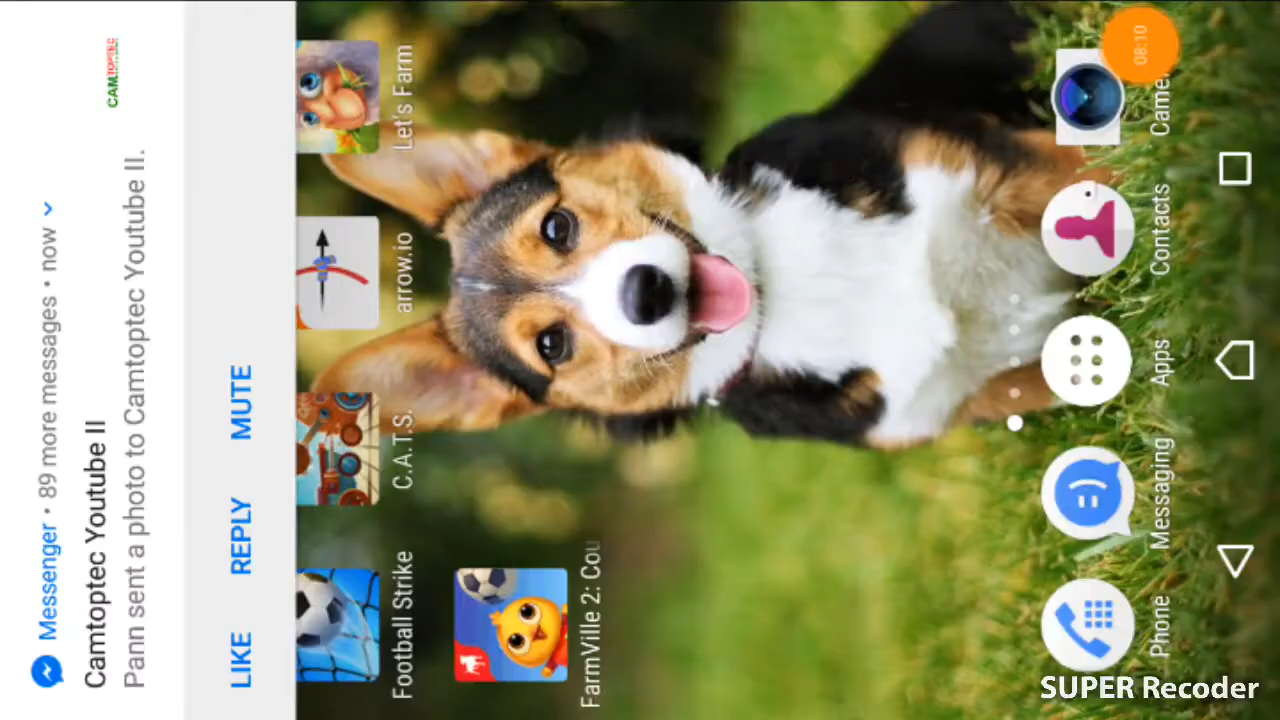 Messenger • 89 more messages • now
Camtoptec Youtube II
Pann sent a photo to Camtoptec Youtube II.
CAMTOPTEC
LIKE REPLY MUTE
Football Strike
C.A.T.S.
arrow.io
Let's Farm
FarmVille 2: Cou
Phone
Messaging
Apps
Contacts
Came
08:10
SUPER Recoder